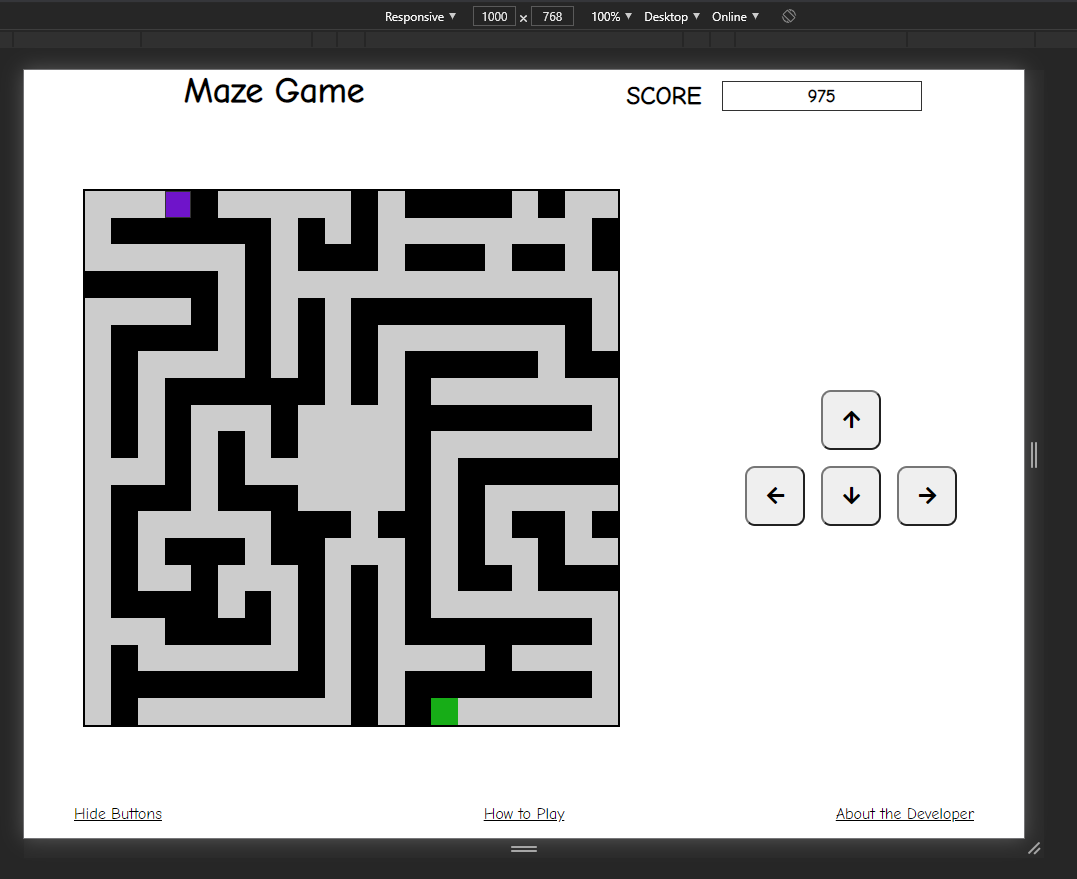 Responsive 1000 × 768 100% Desktop Online
Maze Game
SCORE 975
Hide Buttons How to Play About the Developer